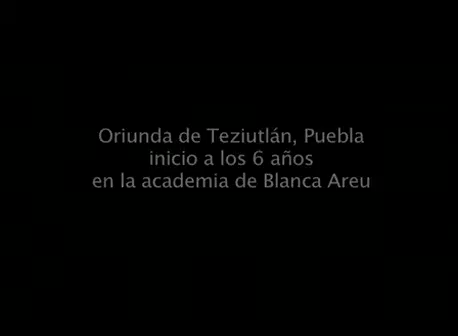 Oriunda de Teziutlán, Puebla
inicio a los 6 años
en la academia de Blanca Areu